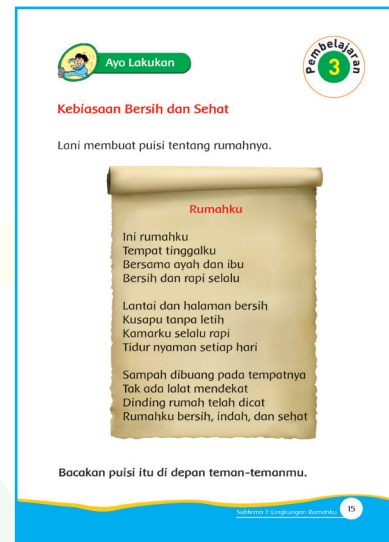 Ayo Lakukan
Pembelajaran
3
Kebiasaan Bersih dan Sehat
Lani membuat puisi tentang rumahnya.
Rumahku
Ini rumahku
Tempat tinggalku
Bersama ayah dan ibu
Bersih dan rapi selalu
Lantai dan halaman bersih
Kusapu tanpa letih
Kamarku selalu rapi
Tidur nyaman setiap hari
Sampah dibuang pada tempatnya
Tak ada lalat mendekat
Dinding rumah telah dicat
Rumahku bersih, indah, dan sehat
Bacakan puisi itu di depan teman-temanmu.
Subtema 1: Lingkungan Rumahku
15